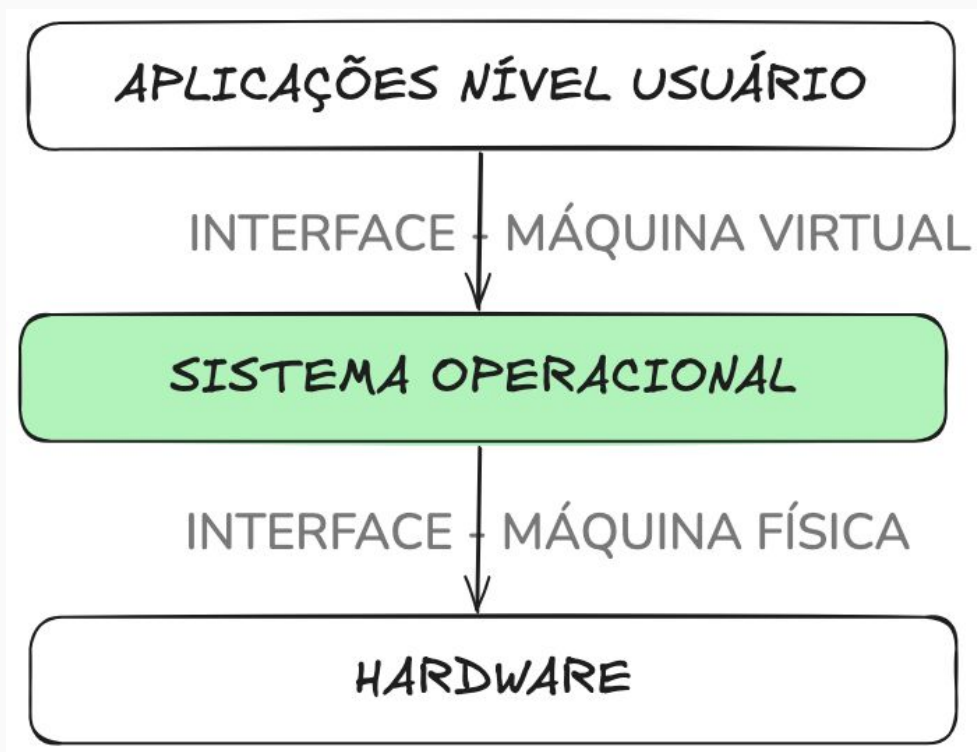 APLICAÇÕES NÍVEL USUÁRIO
INTERFACE - MÁQUINA VIRTUAL
SISTEMA OPERACIONAL
INTERFACE - MÁQUINA FÍSICA
HARDWARE